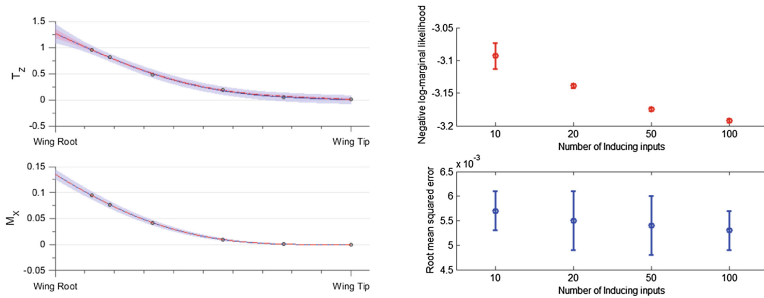 1.5
1
0.5
0
-0.5
T_z
Wing Root
Wing Tip
0.15
0.1
0.05
0
-0.05
M_x
Wing Root
Wing Tip
-3.05
-3.1
-3.15
-3.2
Negative log-marginal likelihood
10
20
50
100
Number of Inducing inputs
x 10^-3
6.5
6
5.5
5
4.5
Root mean squared error
10
20
50
100
Number of Inducing inputs